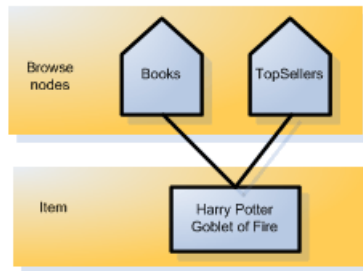 Browse
nodes
Books
TopSellers
Item
Harry Potter
Goblet of Fire